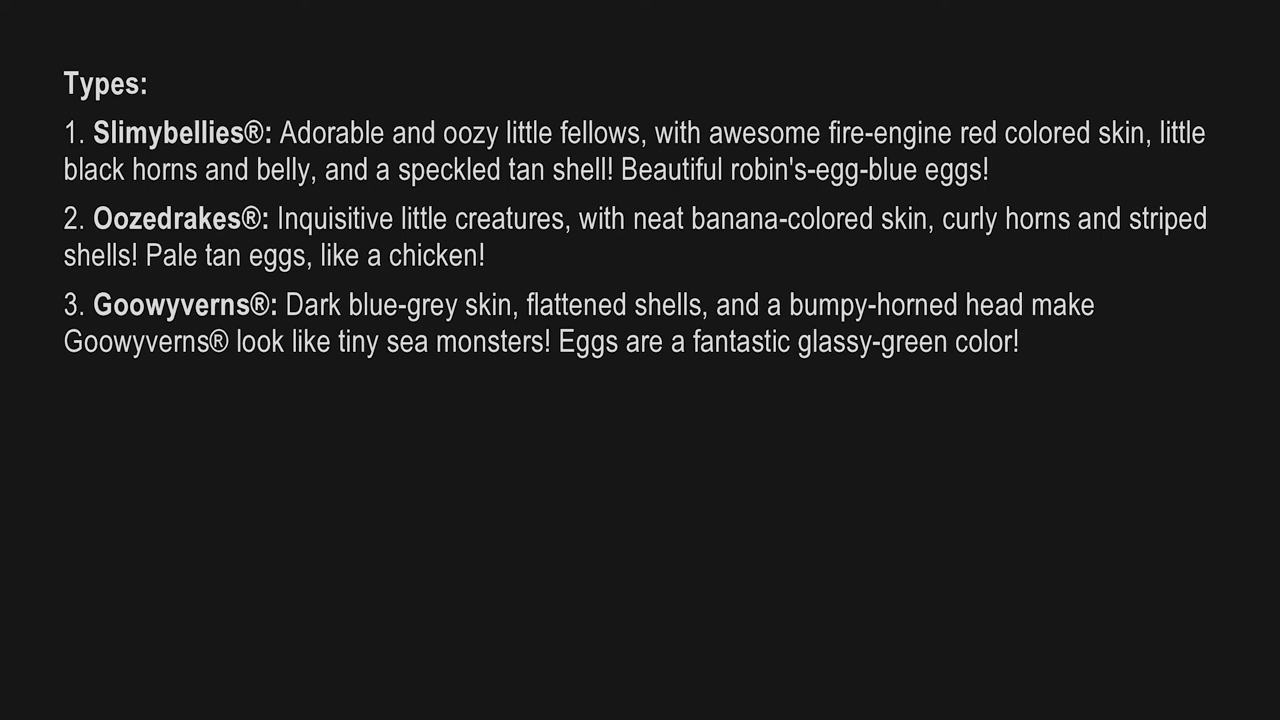 Types:
1. Slimybellies®: Adorable and oozy little fellows, with awesome fire-engine red colored skin, little
black horns and belly, and a speckled tan shell! Beautiful robin's-egg-blue eggs!
2. Oozedrakes®: Inquisitive little creatures, with neat banana-colored skin, curly horns and striped
shells! Pale tan eggs, like a chicken!
3. Goowyverns®: Dark blue-grey skin, flattened shells, and a bumpy-horned head make
Goowyverns® look like tiny sea monsters! Eggs are a fantastic glassy-green color!